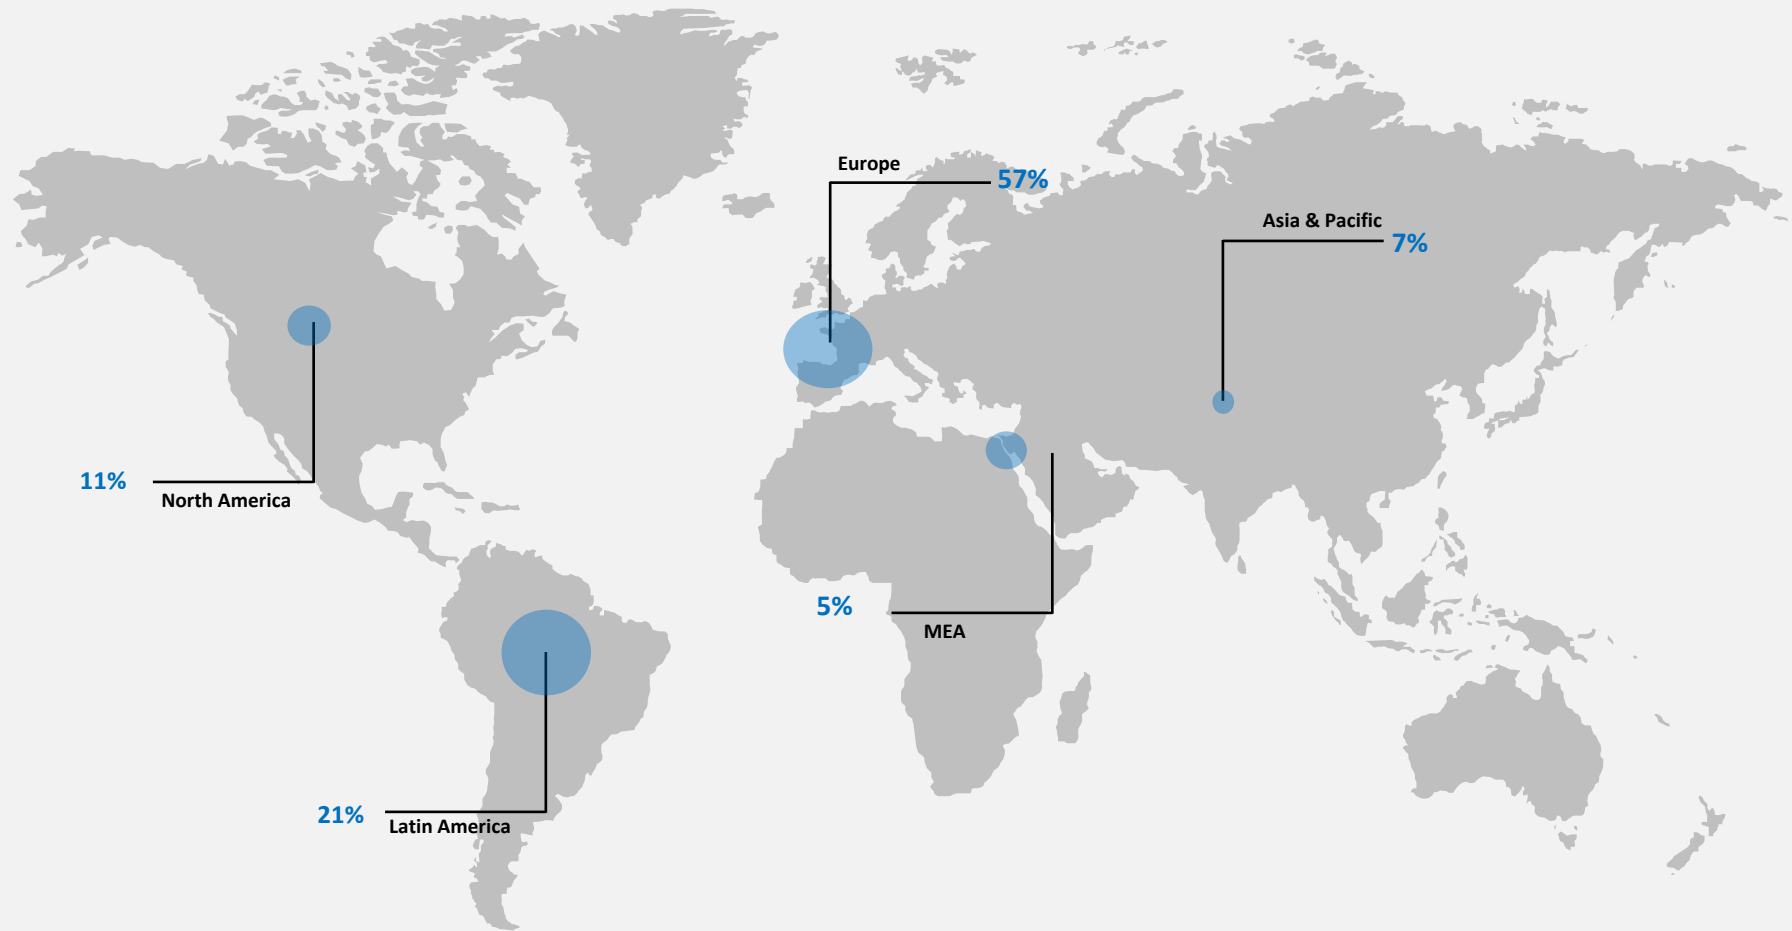 Europe
57%
Asia & Pacific
7%
11%
North America
5%
MEA
21%
Latin America